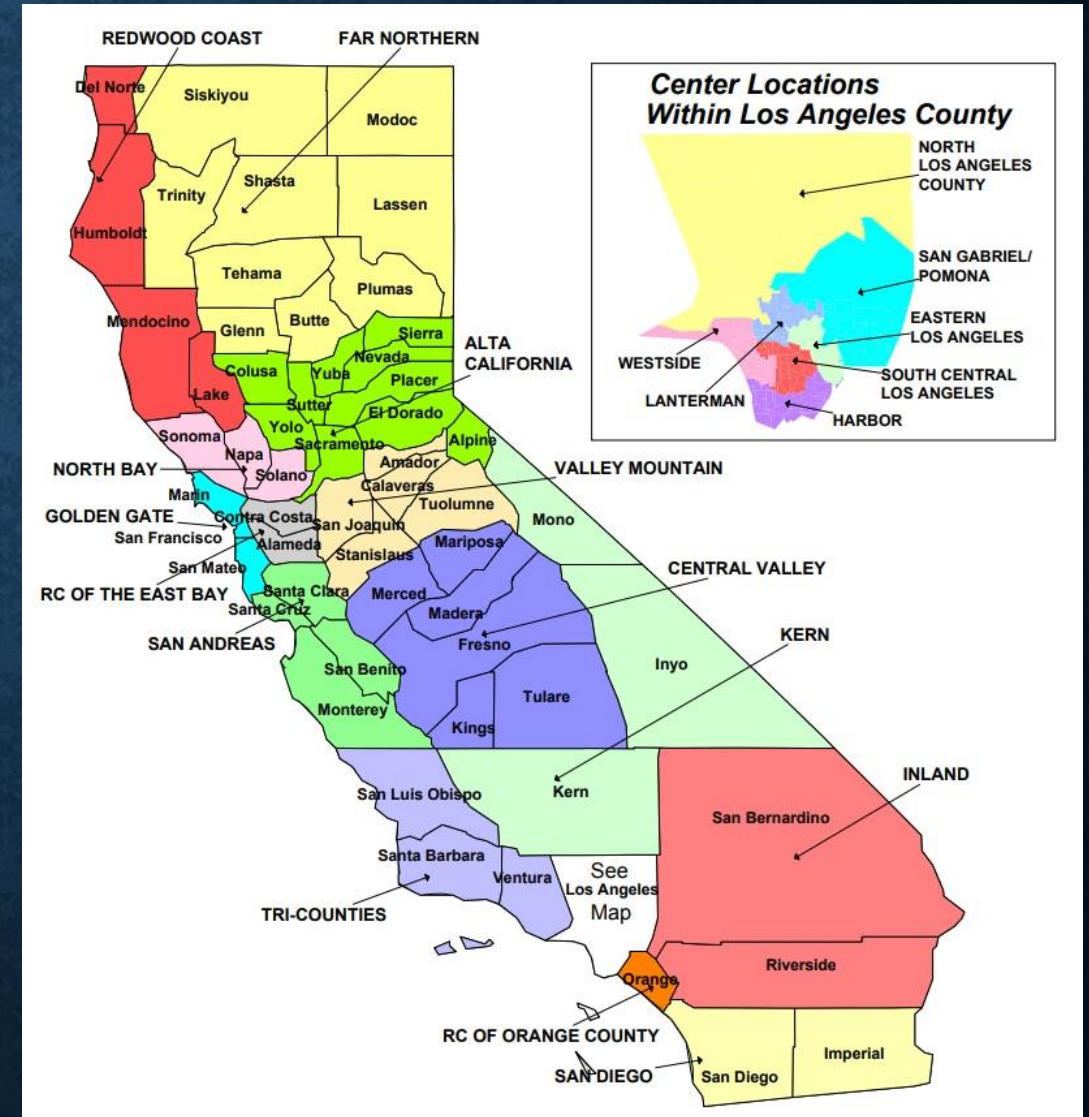 REDWOOD COAST
FAR NORTHERN
Del Norte
Siskiyou
Modoc
Trinity
Shasta
Lassen
Humboldt
Tehama
Plumas
Mendocino
Glenn
Butte
Sierra
Nevada
ALTA
CALIFORNIA
Colusa
Yuba
Placer
Lake
Sutter
El Dorado
Yolo
Sacramento
Alpine
Sonoma
Napa
Solano
Amador
NORTH BAY
Calaveras
VALLEY MOUNTAIN
Marin
Tuolumne
GOLDEN GATE
Contra Costa
San Joaquin
Mono
San Francisco
Alameda
Mariposa
Stanislaus
San Mateo
CENTRAL VALLEY
RC OF THE EAST BAY
Santa Clara
Merced
Santa Cruz
Madera
SAN ANDREAS
Fresno
KERN
San Benito
Inyo
Monterey
Tulare
Kings
INLAND
San Luis Obispo
Kern
San Bernardino
Santa Barbara
Ventura
See
Los Angeles
Map
TRI-COUNTIES
Orange
Riverside
RC OF ORANGE COUNTY
SAN DIEGO
San Diego
Imperial
Center Locations
Within Los Angeles County
NORTH
LOS ANGELES
COUNTY
SAN GABRIEL/
POMONA
EASTERN
LOS ANGELES
WESTSIDE
SOUTH CENTRAL
LOS ANGELES
LANTERMAN
HARBOR